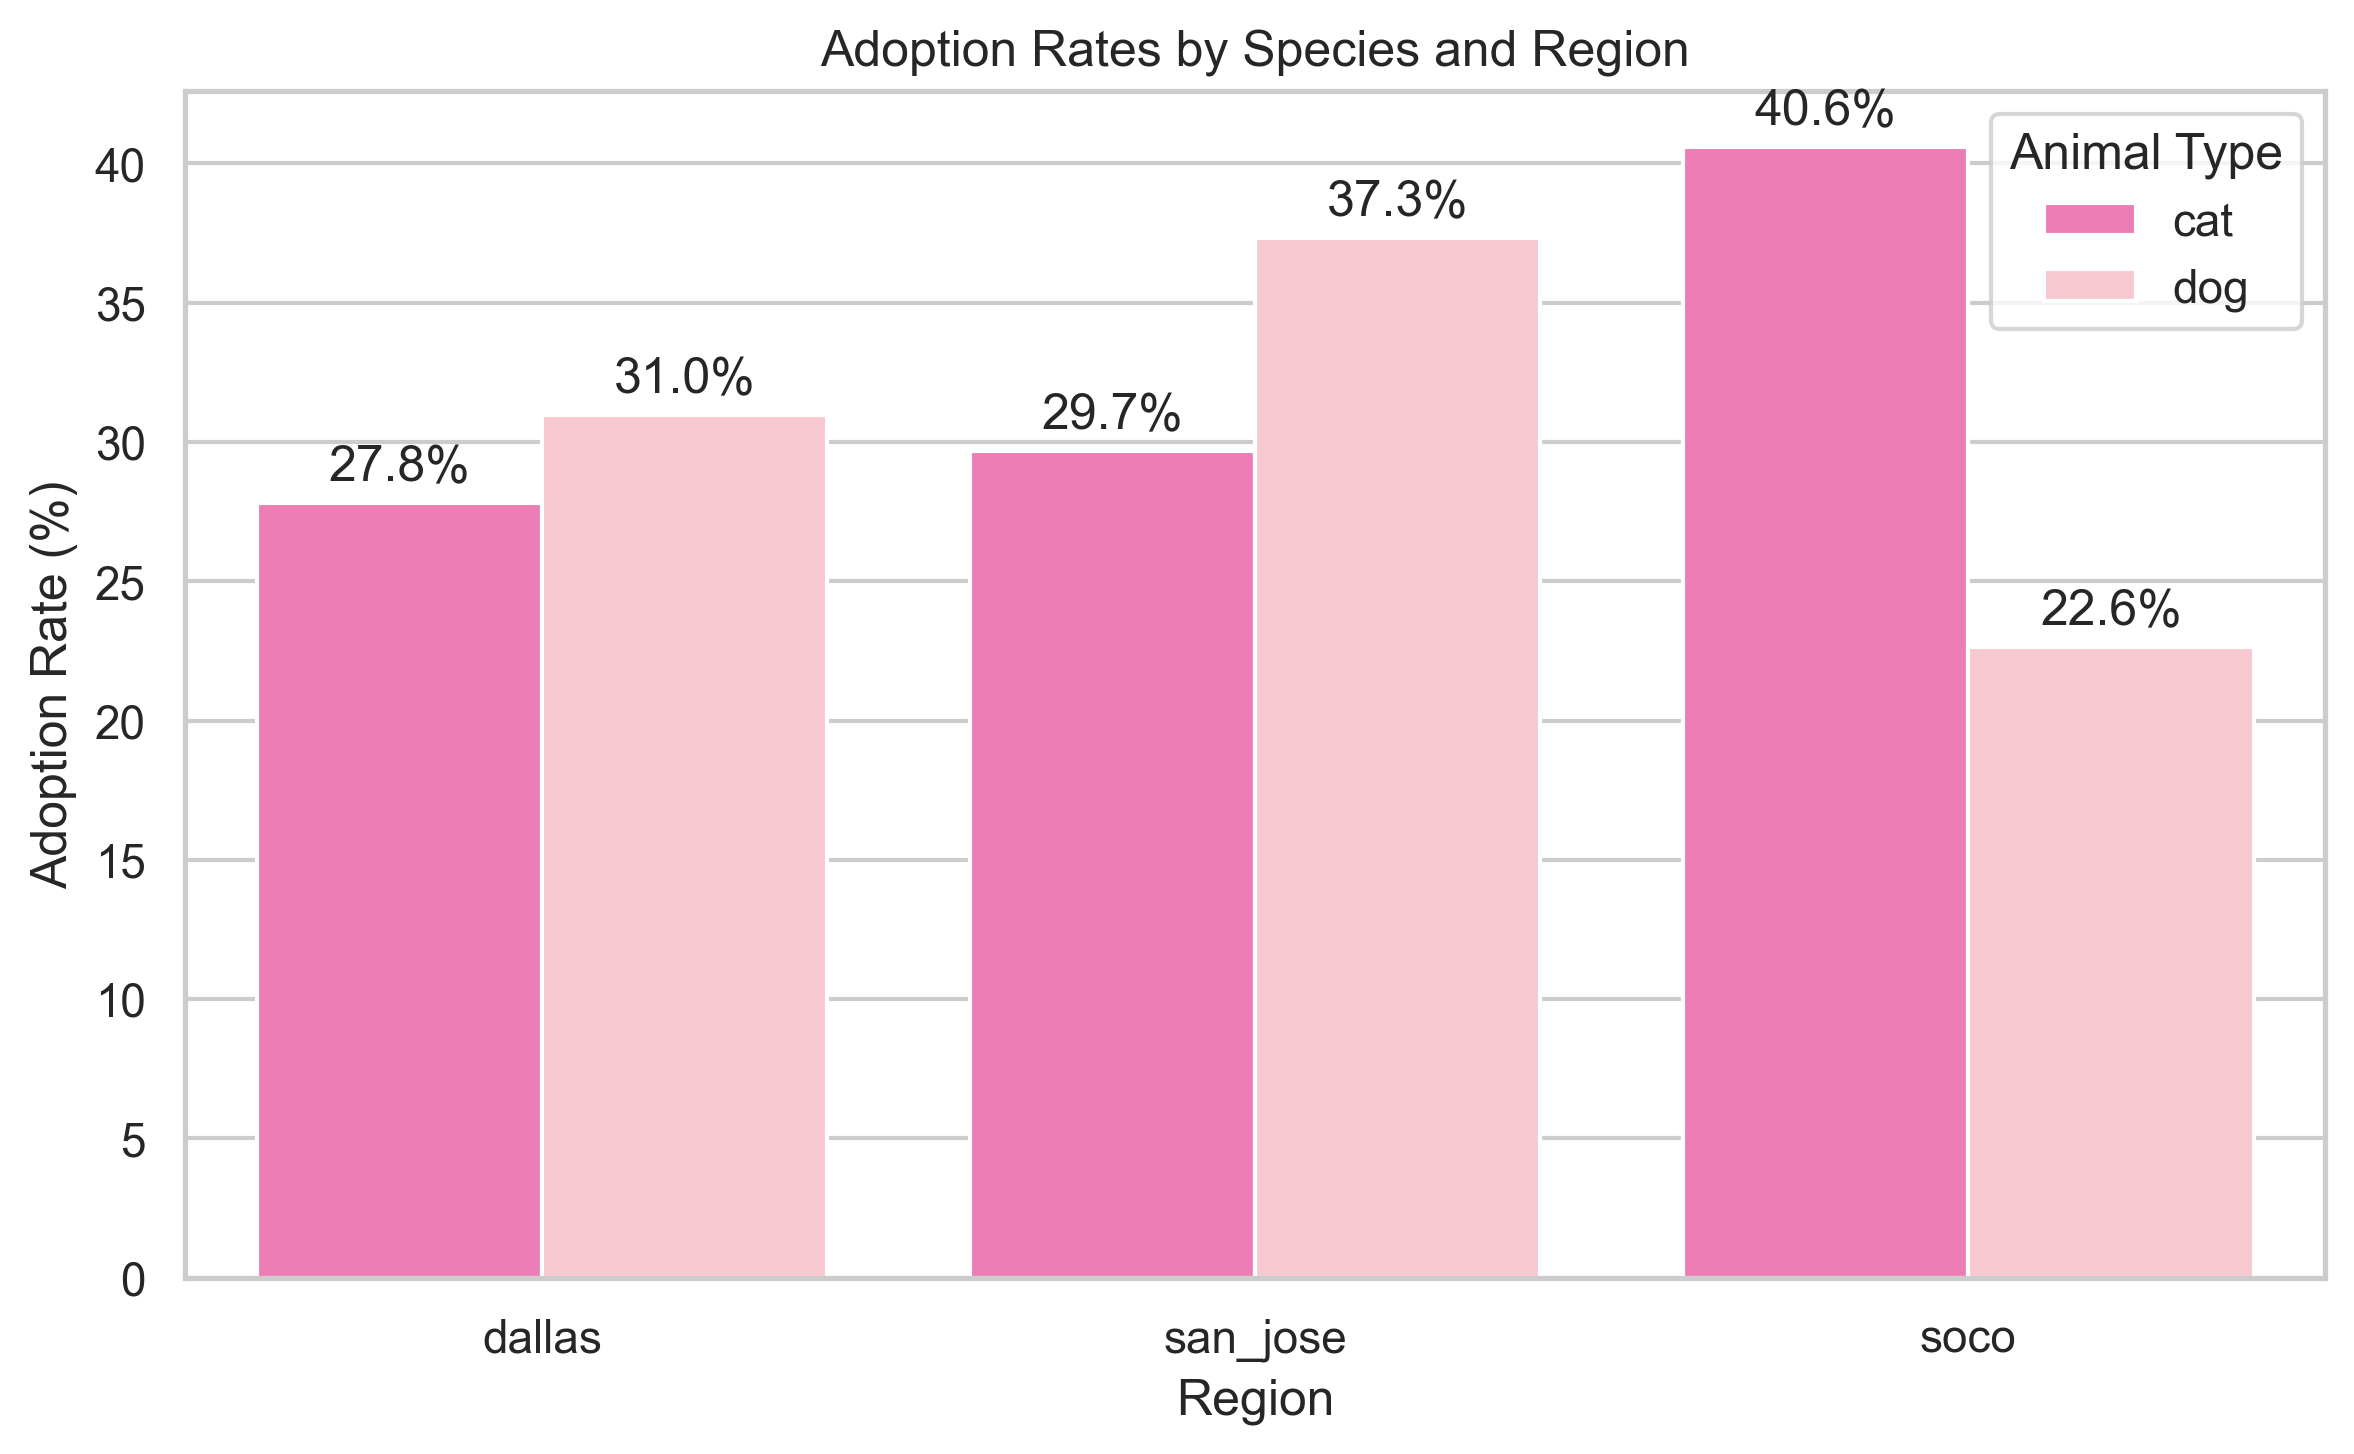 Adoption Rates by Species and Region
Adoption Rate (%)
40
35
30
25
20
15
10
5
0
27.8%
31.0%
29.7%
37.3%
40.6%
22.6%
Animal Type
cat
dog
dallas
san_jose
soco
Region